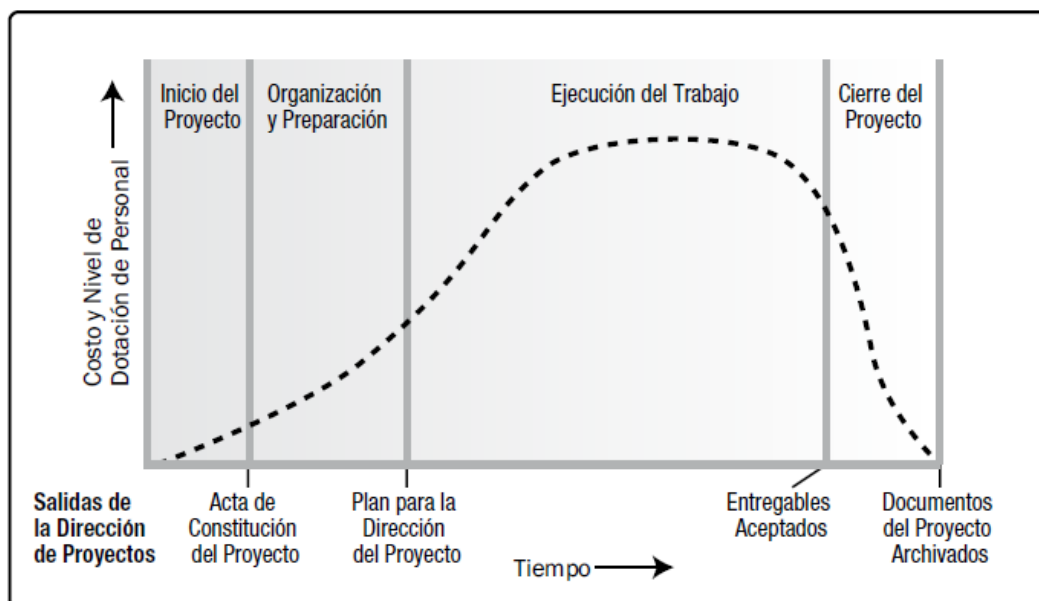 Inicio del
Proyecto
Organización
y Preparación
Ejecución del Trabajo
Cierre del
Proyecto
Costo y Nivel de
Dotación de Personal
Salidas de
la Dirección
de Proyectos
Acta de
Constitución
del Proyecto
Plan para la
Dirección
del Proyecto
Entregables
Aceptados
Documentos
del Proyecto
Archivados
Tiempo